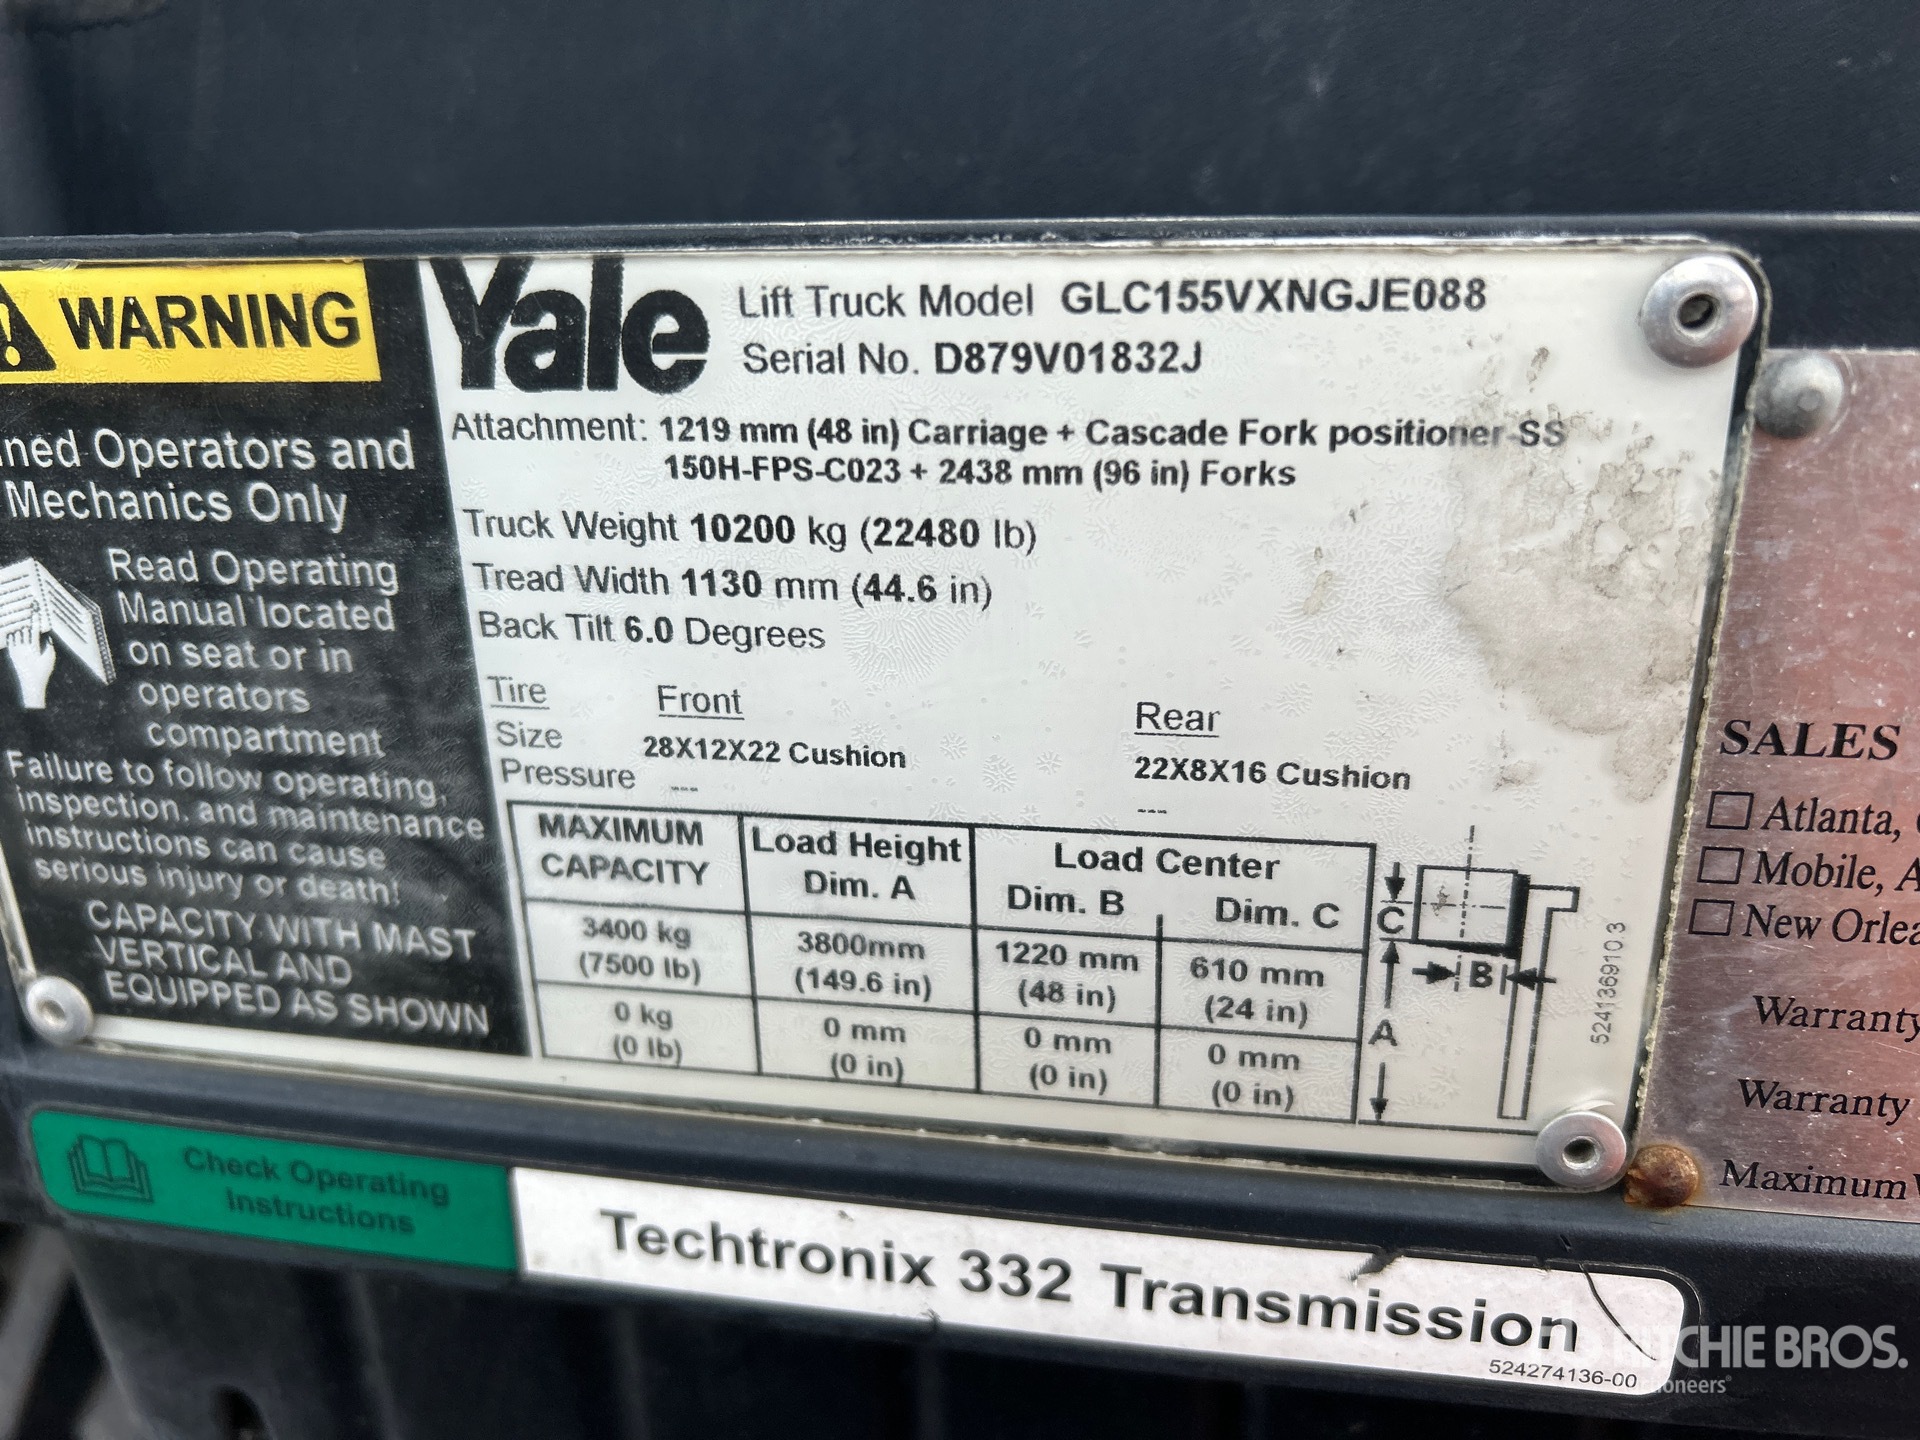 WARNING
ned Operators and
Mechanics Only
Read Operating
Manual located
on seat or in
operators
compartment
Failure to follow operating,
inspection, and maintenance
instructions can cause
serious injury or death!
CAPACITY WITH MAST
VERTICAL AND
EQUIPPED AS SHOWN
Yale
Lift Truck Model GLC155VXNGJE088
Serial No. D879V01832J
Attachment: 1219 mm (48 in) Carriage + Cascade Fork positioner-SS
150H-FPS-C023 + 2438 mm (96 in) Forks
Truck Weight 10200 kg (22480 lb)
Tread Width 1130 mm (44.6 in)
Back Tilt 6.0 Degrees
Tire Front Rear
Size 28X12X22 Cushion 22X8X16 Cushion
Pressure --- ---
MAXIMUM Load Height Load Center
CAPACITY Dim. A Dim. B Dim. C
3400 kg 3800mm 1220 mm 610 mm
(7500 lb) (149.6 in) (48 in) (24 in)
0 kg 0 mm 0 mm 0 mm
(0 lb) (0 in) (0 in) (0 in)
C
B
A
524136910 3
SALES
Atlanta,
Mobile, A
New Orlea
Warranty
Warranty
Maximum
Check Operating
Instructions
Techtronix 332 Transmission
524274136-00
RITCHIE BROS.
Auctioneers